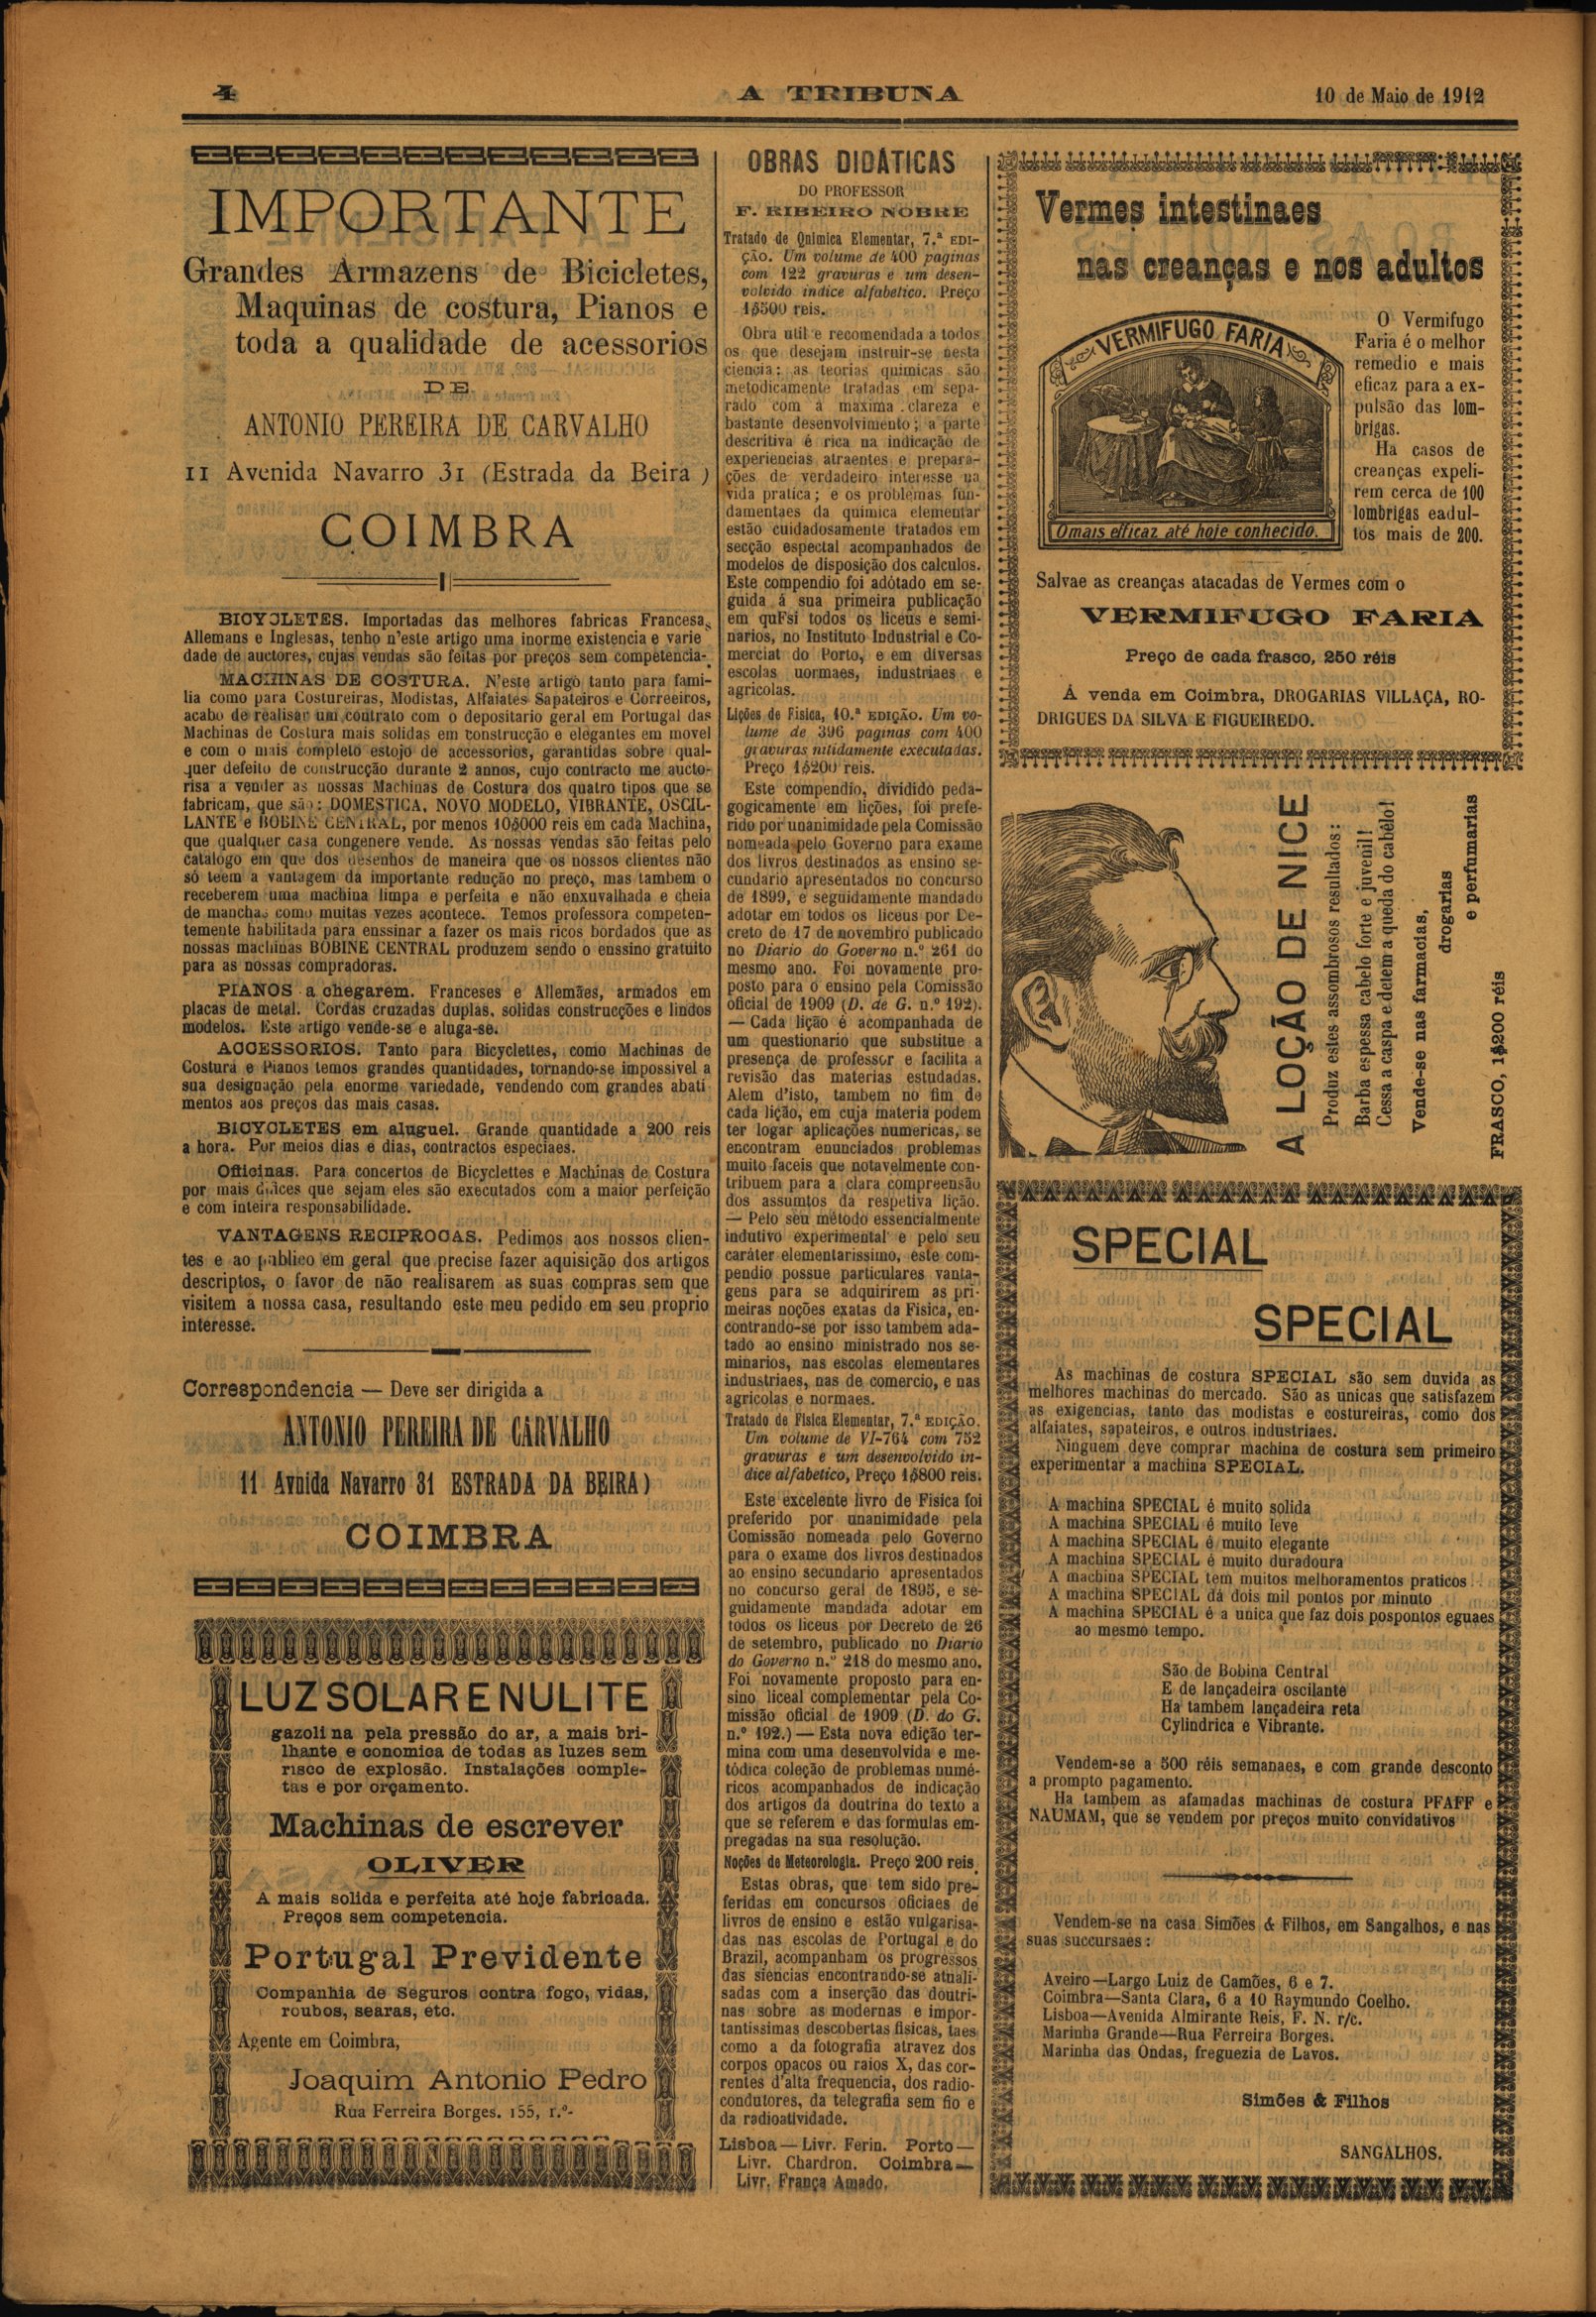 4
A TRIBUNA
10 de Maio de 1912
IMPORTANTE
Grandes Armazens de Bicicletes,
Maquinas de costura, Pianos e
toda a qualidade de acessorios
DE
ANTONIO PEREIRA DE CARVALHO
11 Avenida Navarro 31 (Estrada da Beira )
COIMBRA
BICYCLETES. Importadas das melhores fabricas Francesa,
Allemans e Inglesas, tenho n'este artigo uma inorme existencia e varie
dade de auctores, cujas vendas são feitas por preços sem competencia-.
MACHINAS DE COSTURA. N'este artigo tanto para fami-
lia como para Costureiras, Modistas, Alfaiates Sapateiros e Correeiros,
acabo de realisar um contrato com o depositario geral em Portugal das
Machinas de Costura mais solidas em construcção e elegantes em movel
e com o mais completo estojo de accessorios, garantidas sobre qual-
quer defeito de construcção durante 2 annos, cujo contracto me aucto-
risa a vender as nossas Machinas de Costura dos quatro tipos que se
fabricam, que são: DOMESTICA, NOVO MODELO, VIBRANTE, OSCIL-
LANTE e BOBINE CENTRAL, por menos 10$000 reis em cada Machina,
que qualquer casa congenere vende. As nossas vendas são feitas pelo
catalogo em que dos desenhos de maneira que os nossos clientes não
só teem a vantagem da importante redução no preço, mas tambem o
receberem uma machina limpa e perfeita e não enxuvalhada e cheia
de manchas como muitas vezes acontece. Temos professora competen-
temente habilitada para enssinar a fazer os mais ricos bordados que as
nossas machinas BOBINE CENTRAL produzem sendo o enssino gratuito
para as nossas compradoras.
PIANOS a chegarem. Franceses e Allemães, armados em
placas de metal. Cordas cruzadas duplas, solidas construcções e lindos
modelos. Este artigo vende-se e aluga-se.
ACCESSORIOS. Tanto para Bicyclettes, como Machinas de
Costura e Pianos temos grandes quantidades, tornando-se impossivel a
sua designação pela enorme variedade, vendendo com grandes abati
mentos aos preços das mais casas.
BICYCLETES em aluguel. Grande quantidade a 200 reis
a hora. Por meios dias e dias, contractos especiaes.
Officinas. Para concertos de Bicyclettes e Machinas de Costura
por mais que sejam eles são executados com a maior perfeição
e com inteira responsabilidade.
VANTAGENS RECIPROCAS. Pedimos aos nossos clien-
tes e ao publico em geral que precise fazer aquisição dos artigos
descriptos, o favor de não realisarem as suas compras sem que
visitem a nossa casa, resultando este meu pedido em seu proprio
interesse.
Correspondencia — Deve ser dirigida a
ANTONIO PEREIRA DE CARVALHO
11 Avnida Navarro 31 ESTRADA DA BEIRA)
COIMBRA
LUZ SOLAR E NULITE
gazoli na pela pressão do ar, a mais bri-
lhante e conomica de todas as luzes sem
risco de explosão. Instalações comple-
tas e por orçamento.
Machinas de escrever
OLIVER
A mais solida e perfeita até hoje fabricada.
Preços sem competencia.
Portugal Previdente
Companhia de Seguros contra fogo, vidas,
roubos, searas, etc.
Agente em Coimbra,
Joaquim Antonio Pedro
Rua Ferreira Borges. 155, 1.º-
OBRAS DIDÁTICAS
DO PROFESSOR
F. RIBEIRO NOBRE
Tratado de Quimica Elementar, 7.ª EDI-
ÇÃO. Um volume de 400 paginas
com 122 gravuras e um desen-
volvido indice alfabetico. Preço
1$500 reis.
Obra util e recomendada a todos
os que desejam instruir-se nesta
ciencia: as teorias quimicas são
metodicamente tratadas em sepa-
rado com a maxima clareza e
bastante desenvolvimento; a parte
descritiva é rica na indicação de
experiencias atraentes e prepara-
ções de verdadeiro interesse na
vida pratica; e os problemas fun-
damentaes da quimica elementar
estão cuidadosamente tratados em
secção espectal acompanhados de
modelos de disposição dos calculos.
Este compendio foi adótado em se-
guida á sua primeira publicação
em quFsi todos os liceus e semi-
narios, no Instituto Industrial e Co-
merciat do Porto, e em diversas
escolas uormaes, industriaes e
agricolas.
Lições de Fisica, 10.ª EDIÇÃO. Um vo-
lume de 396 paginas com 400
gravuras nitidamente executadas.
Preço 1$200 reis.
Este compendio, dividido peda-
gogicamente em lições, foi prefe-
rido por unanimidade pela Comissão
nomeada pelo Governo para exame
dos livros destinados as ensino se-
cundario apresentados no concurso
de 1899, e seguidamente mandado
adotar em todos os liceus por De-
creto de 17 de novembro publicado
no Diario do Governo n.º 261 do
mesmo ano. Foi novamente pro-
posto para o ensino pela Comissão
oficial de 1909 (D. de G. n.º 192).
— Cada lição é acompanhada de
um questionario que substitue a
presença de professor e facilita a
revisão das materias estudadas.
Alem d'isto, tambem no fim de
cada lição, em cuja materia podem
ter logar aplicações numericas, se
encontram enunciados problemas
muito faceis que notavelmente con-
tribuem para a clara compreensão
dos assumtos da respetiva lição.
— Pelo seu método essencialmente
indutivo experimental e pelo seu
caráter elementarissimo, este com-
pendio possue particulares vanta-
gens para se adquirirem as pri-
meiras noções exatas da Fisica, en-
contrando-se por isso tambem ada-
tado ao ensino ministrado nos se-
minarios, nas escolas elementares
industriaes, nas de comercio, e nas
agricolas e normaes.
Tratado de Fisica Elementar, 7.ª EDIÇÃO.
Um volume de VI-764 com 752
gravuras e um desenvolvido in-
dice alfabetico, Preço 1$800 reis.
Este excelente livro de Fisica foi
preferido por unanimidade pela
Comissão nomeada pelo Governo
para o exame dos livros destinados
ao ensino secundario apresentados
no concurso geral de 1895, e se-
guidamente mandada adotar em
todos os liceus por Decreto de 26
de setembro, publicado no Diario
do Governo n.º 218 do mesmo ano.
Foi novamente proposto para en-
sino liceal complementar pela Co-
missão oficial de 1909 (D. do G.
n.º 192.) — Esta nova edição ter-
mina com uma desenvolvida e me-
tódica coleção de problemas numé-
ricos acompanhados de indicação
dos artigos da doutrina do texto a
que se referem e das formulas em-
pregadas na sua resolução.
Noções de Meteorologia. Preço 200 reis.
Estas obras, que tem sido pre-
feridas em concursos oficiaes de
livros de ensino e estão vulgarisa-
das nas escolas de Portugal e do
Brazil, acompanham os progressos
das siencias encontrando-se atuali-
sadas com a inserção das doutri-
nas sobre as modernas e impor-
tantissimas descobertas fisicas, taes
como a da fotografia atravez dos
corpos opacos ou raios X, das cor-
rentes d'alta frequencia, dos radio-
condutores, da telegrafia sem fio e
da radioatividade.
Lisboa — Livr. Ferin. Porto —
Livr. Chardron. Coimbra —
Livr. França Amado.
Vermes intestinaes
nas creanças e nos adultos
VERMIFUGO FARIA
O mais efficaz até hoje conhecido.
O Vermifugo
Faria é o melhor
remedio e mais
eficaz para a ex-
pulsão das lom-
brigas.
Ha casos de
creanças expeli-
rem cerca de 100
lombrigas eadul-
tos mais de 200.
Salvae as creanças atacadas de Vermes com o
VERMIFUGO FARIA
Preço de cada frasco, 250 réis
Á venda em Coimbra, DROGARIAS VILLAÇA, RO-
DRIGUES DA SILVA E FIGUEIREDO.
A LOÇÃO DE NICE
Produz estes assombrosos resultados:
Barba espessa cabelo forte e juvenil!
Cessa a caspa e detem a queda do cabêlo!
Vende-se nas farmacias,
drogarias
e perfumarias
FRASCO, 1$200 réis
SPECIAL
SPECIAL
As machinas de costura SPECIAL são sem duvida as
melhores machinas do mercado. São as unicas que satisfazem
as exigencias, tanto das modistas e costureiras, como dos
alfaiates, sapateiros, e outros industriaes.
Ninguem deve comprar machina de costura sem primeiro
experimentar a machina SPECIAL.
A machina SPECIAL é muito solida
A machina SPECIAL é muito leve
A machina SPECIAL é muito elegante
A machina SPECIAL é muito duradoura
A machina SPECIAL tem muitos melhoramentos praticos
A machina SPECIAL dá dois mil pontos por minuto
A machina SPECIAL é a unica que faz dois pospontos eguaes
ao mesmo tempo.
São de Bobina Central
E de lançadeira oscilante
Ha tambem lançadeira reta
Cylindrica e Vibrante.
Vendem-se a 500 réis semanaes, e com grande desconto
a prompto pagamento.
Ha tambem as afamadas machinas de costura PFAFF e
NAUMAM, que se vendem por preços muito convidativos
Vendem-se na casa Simões & Filhos, em Sangalhos, e nas
suas succursaes:
Aveiro—Largo Luiz de Camões, 6 e 7.
Coimbra—Santa Clara, 6 a 10 Raymundo Coelho.
Lisboa—Avenida Almirante Reis, F. N. r/c.
Marinha Grande—Rua Ferreira Borges.
Marinha das Ondas, freguezia de Lavos.
Simões & Filhos
SANGALHOS.